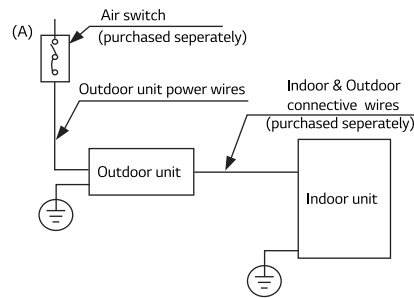 Air switch
(A)
(purchased seperately)
Outdoor unit power wires
Indoor & Outdoor
connective wires
(purchased seperately)
Outdoor unit
Indoor unit